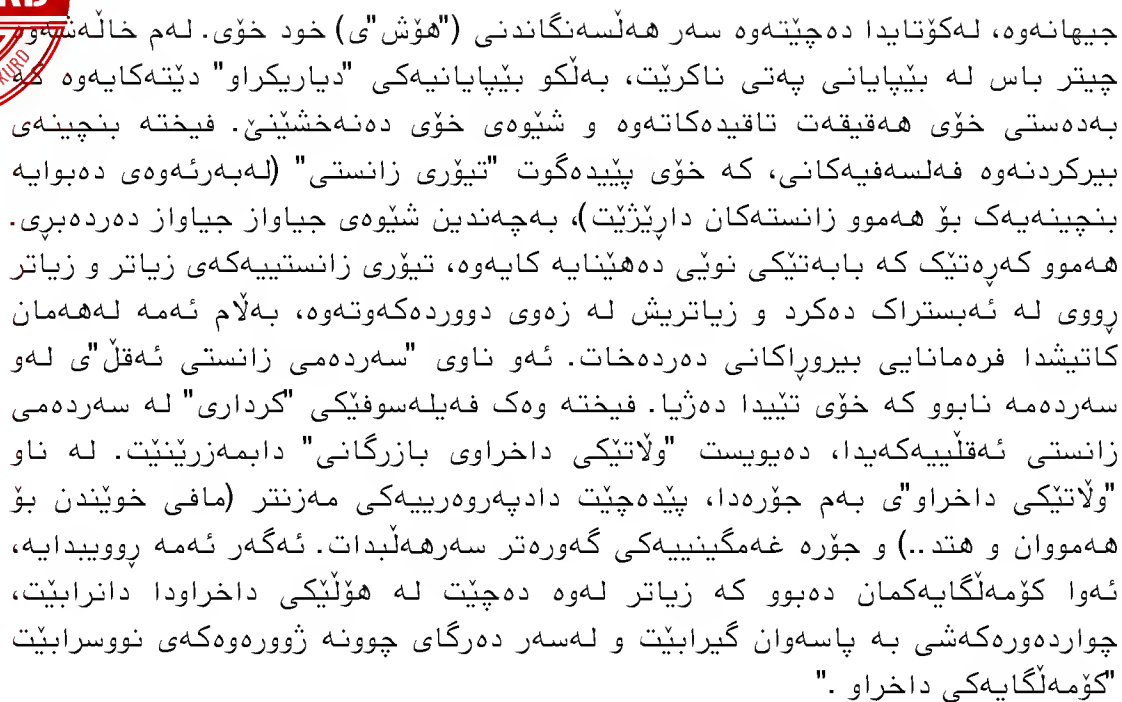 جیهانەوە، لەکۆتایدا دەچێتەوە سەر هەڵسەنگاندنی ("هۆش"ی) خود خۆی. لەم خاڵەشەوە
چیتر باس لە بێپایانی پەتی ناکرێت، بەڵکو بێپایانیەکی "دیاریکراو" دێتەکایەوە کە
بەدەستی خۆی هەقیقەت تاقیدەکاتەوە و شێوەی خۆی دەنەخشێنێ. فیختە بنچینەی
بیرکردنەوە فەلسەفیەکانی، کە خۆی پێیدەگوت "تیۆری زانستی" (لەبەرئەوەی دەبوایە
بنچینەیەک بۆ هەموو زانستەکان دارێژێت)، بەچەندین شێوەی جیاواز جیاواز دەردەبڕی.
هەموو کەڕەتێک کە بابەتێکی نوێی دەهێنایە کایەوە، تیۆری زانستییەکەی زیاتر و زیاتر
ڕووی لە ئەبستراک دەکرد و زیاتریش لە زەوی دووردەکەوتەوە، بەڵام ئەمە لەهەمان
کاتیشدا فرەمانایی بیروڕاکانی دەردەخات. ئەو ناوی "سەردەمی زانستی ئەقڵ"ی لەو
سەردەمە نابوو کە خۆی تێیدا دەژیا. فیختە وەک فەیلەسوفێکی "کرداری" لە سەردەمی
زانستی ئەقڵییەکەیدا، دەیویست "وڵاتێکی داخراوی بازرگانی" دابمەزرێنێت. لە ناو
"وڵاتێکی داخراو"ی بەم جۆرەدا، پێدەچێت دادپەروەرییەکی مەزنتر (مافی خوێندن بۆ
هەمووان و هتد..) و جۆرە غەمگینییەکی گەورەتر سەرهەڵبدات. ئەگەر ئەمە ڕووییدایە،
ئەوا کۆمەڵگایەکمان دەبوو کە زیاتر لەوە دەچێت لە هۆڵێکی داخراودا دانرابێت،
چواردەورەکەشی بە پاسەوان گیرابێت و لەسەر دەرگای چوونە ژوورەوەکەی نووسرابێت
"کۆمەڵگایەکی داخراو ."